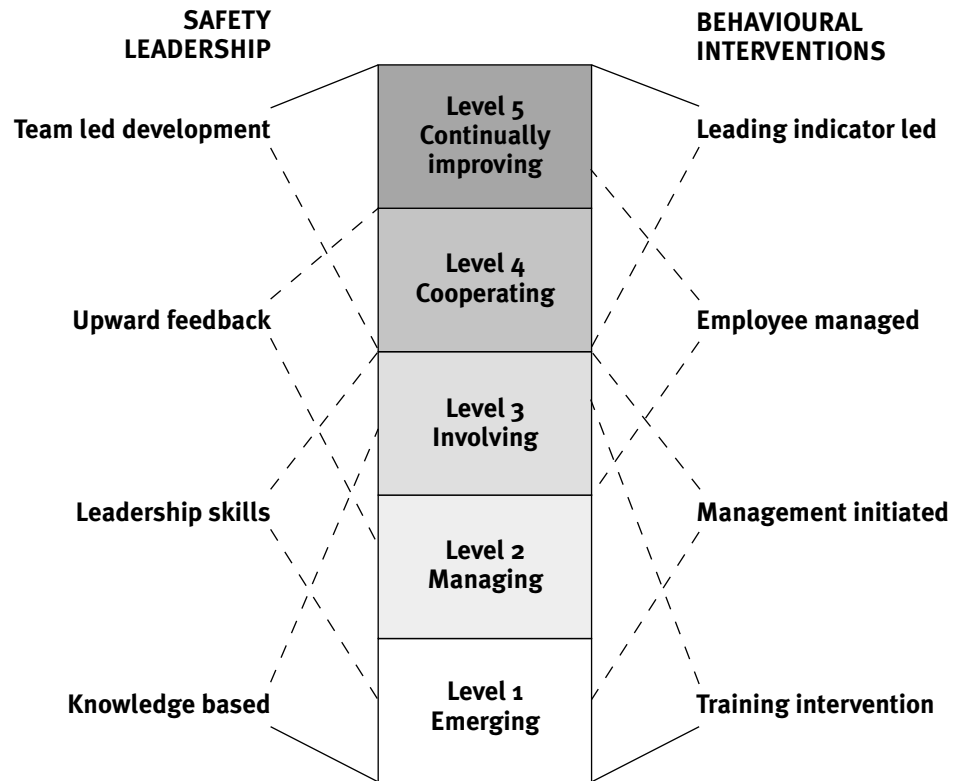 SAFETY
LEADERSHIP
BEHAVIOURAL
INTERVENTIONS
Team led development
Level 5
Continually
improving
Leading indicator led
Upward feedback
Level 4
Cooperating
Employee managed
Level 3
Involving
Leadership skills
Management initiated
Level 2
Managing
Knowledge based
Level 1
Emerging
Training intervention